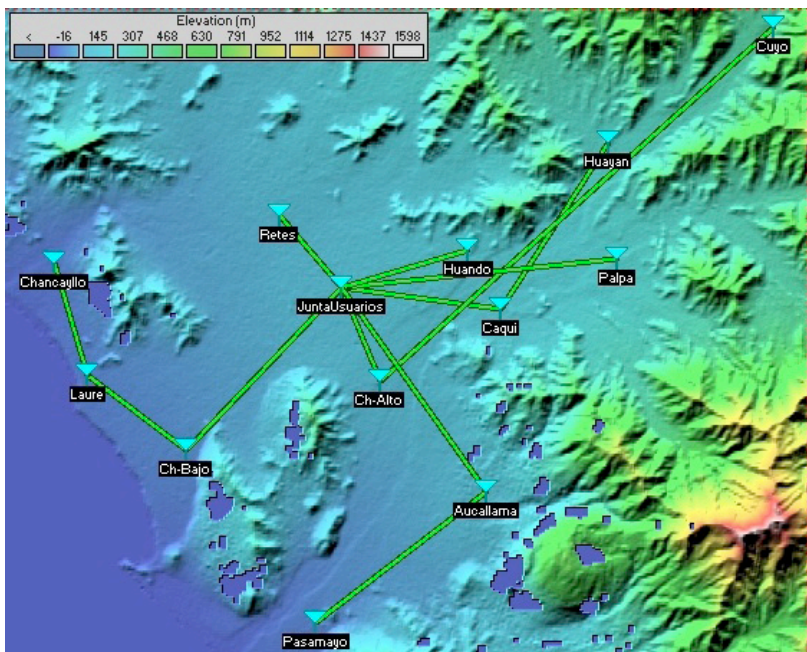 Elevation (m)
< -16 145 307 468 630 791 952 1114 1275 1437 1598
Cuyo
Huayan
Retes
Huando
Palpa
Chancayllo
JuntaUsuarios
Caqui
Laure
Ch-Alto
Ch-Bajo
Aucallama
Pasamayo